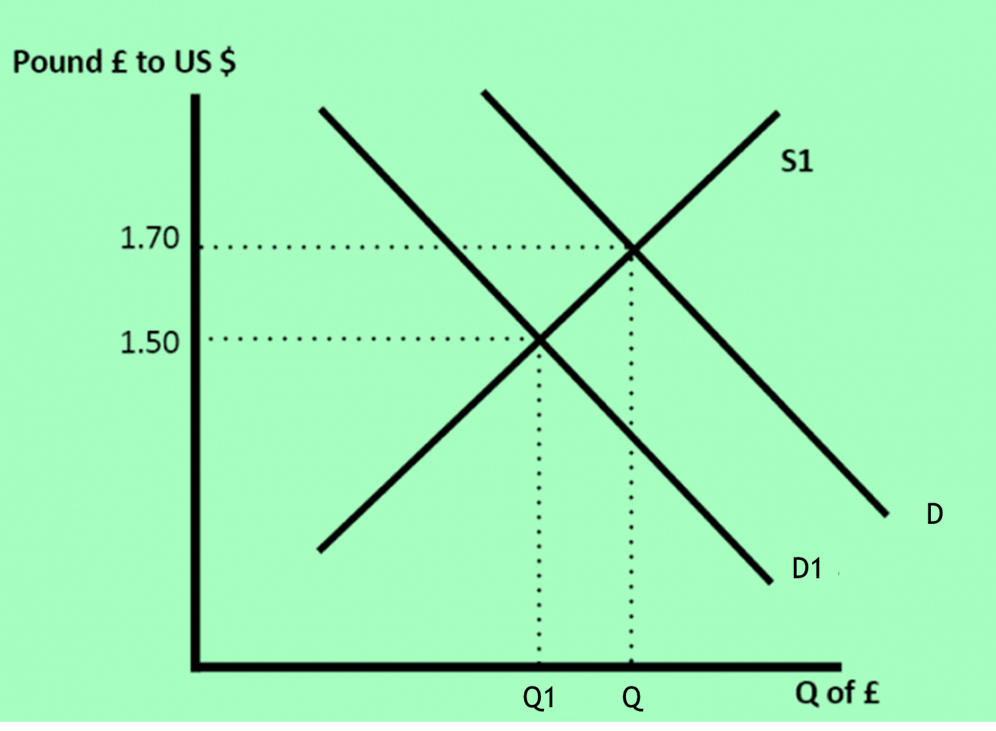 Pound £ to US $
S1
1.70
1.50
D
D1
Q1
Q
Q of £